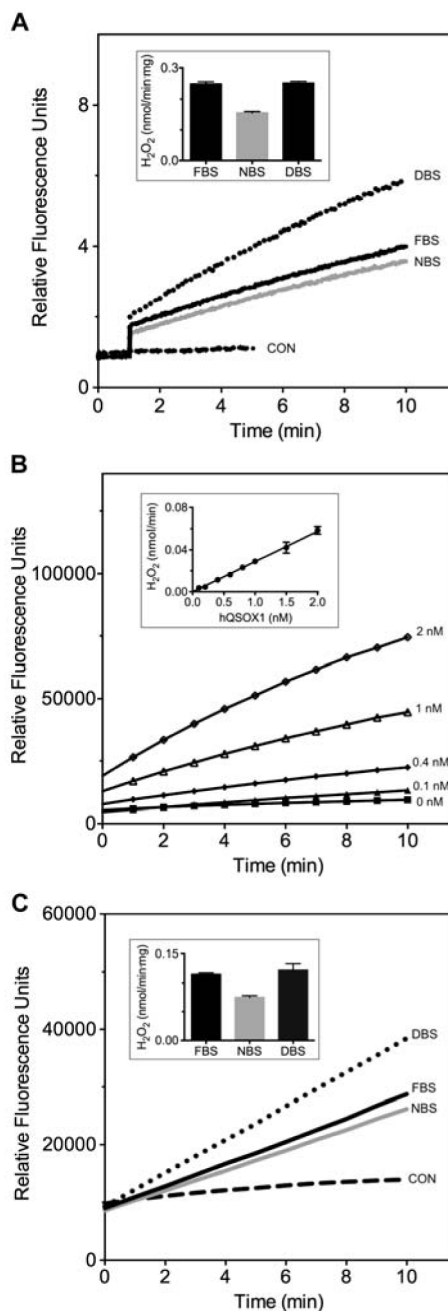 A
Relative Fluorescence Units
8
4
0
0 2 4 6 8 10
Time (min)
DBS
FBS
NBS
CON
H2O2 (nmol/min·mg)
0.3
0.0
FBS NBS DBS
B
Relative Fluorescence Units
100000
50000
0
0 2 4 6 8 10
Time (min)
2 nM
1 nM
0.4 nM
0.1 nM
0 nM
H2O2 (nmol/min)
0.08
0.04
0.00
0.0 0.5 1.0 1.5 2.0
hQSOX1 (nM)
C
Relative Fluorescence Units
60000
40000
20000
0
0 2 4 6 8 10
Time (min)
DBS
FBS
NBS
CON
H2O2 (nmol/min·mg)
0.15
0.00
FBS NBS DBS